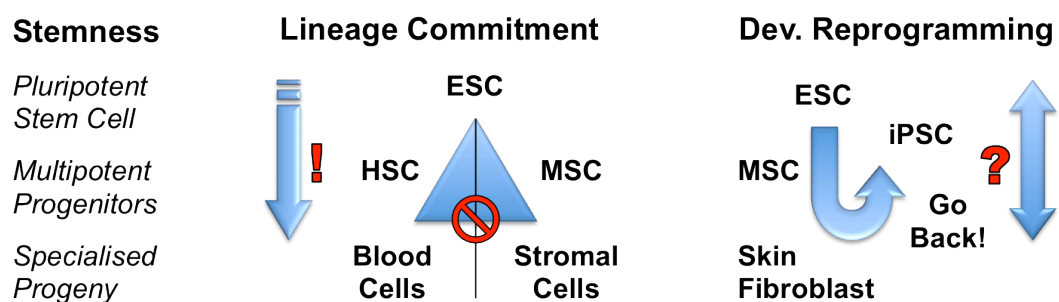 Stemness
Lineage Commitment
Dev. Reprogramming
Pluripotent
Stem Cell
Multipotent
Progenitors
Specialised
Progeny
!
ESC
HSC
MSC
Blood
Cells
Stromal
Cells
ESC
iPSC
MSC
?
Go
Back!
Skin
Fibroblast